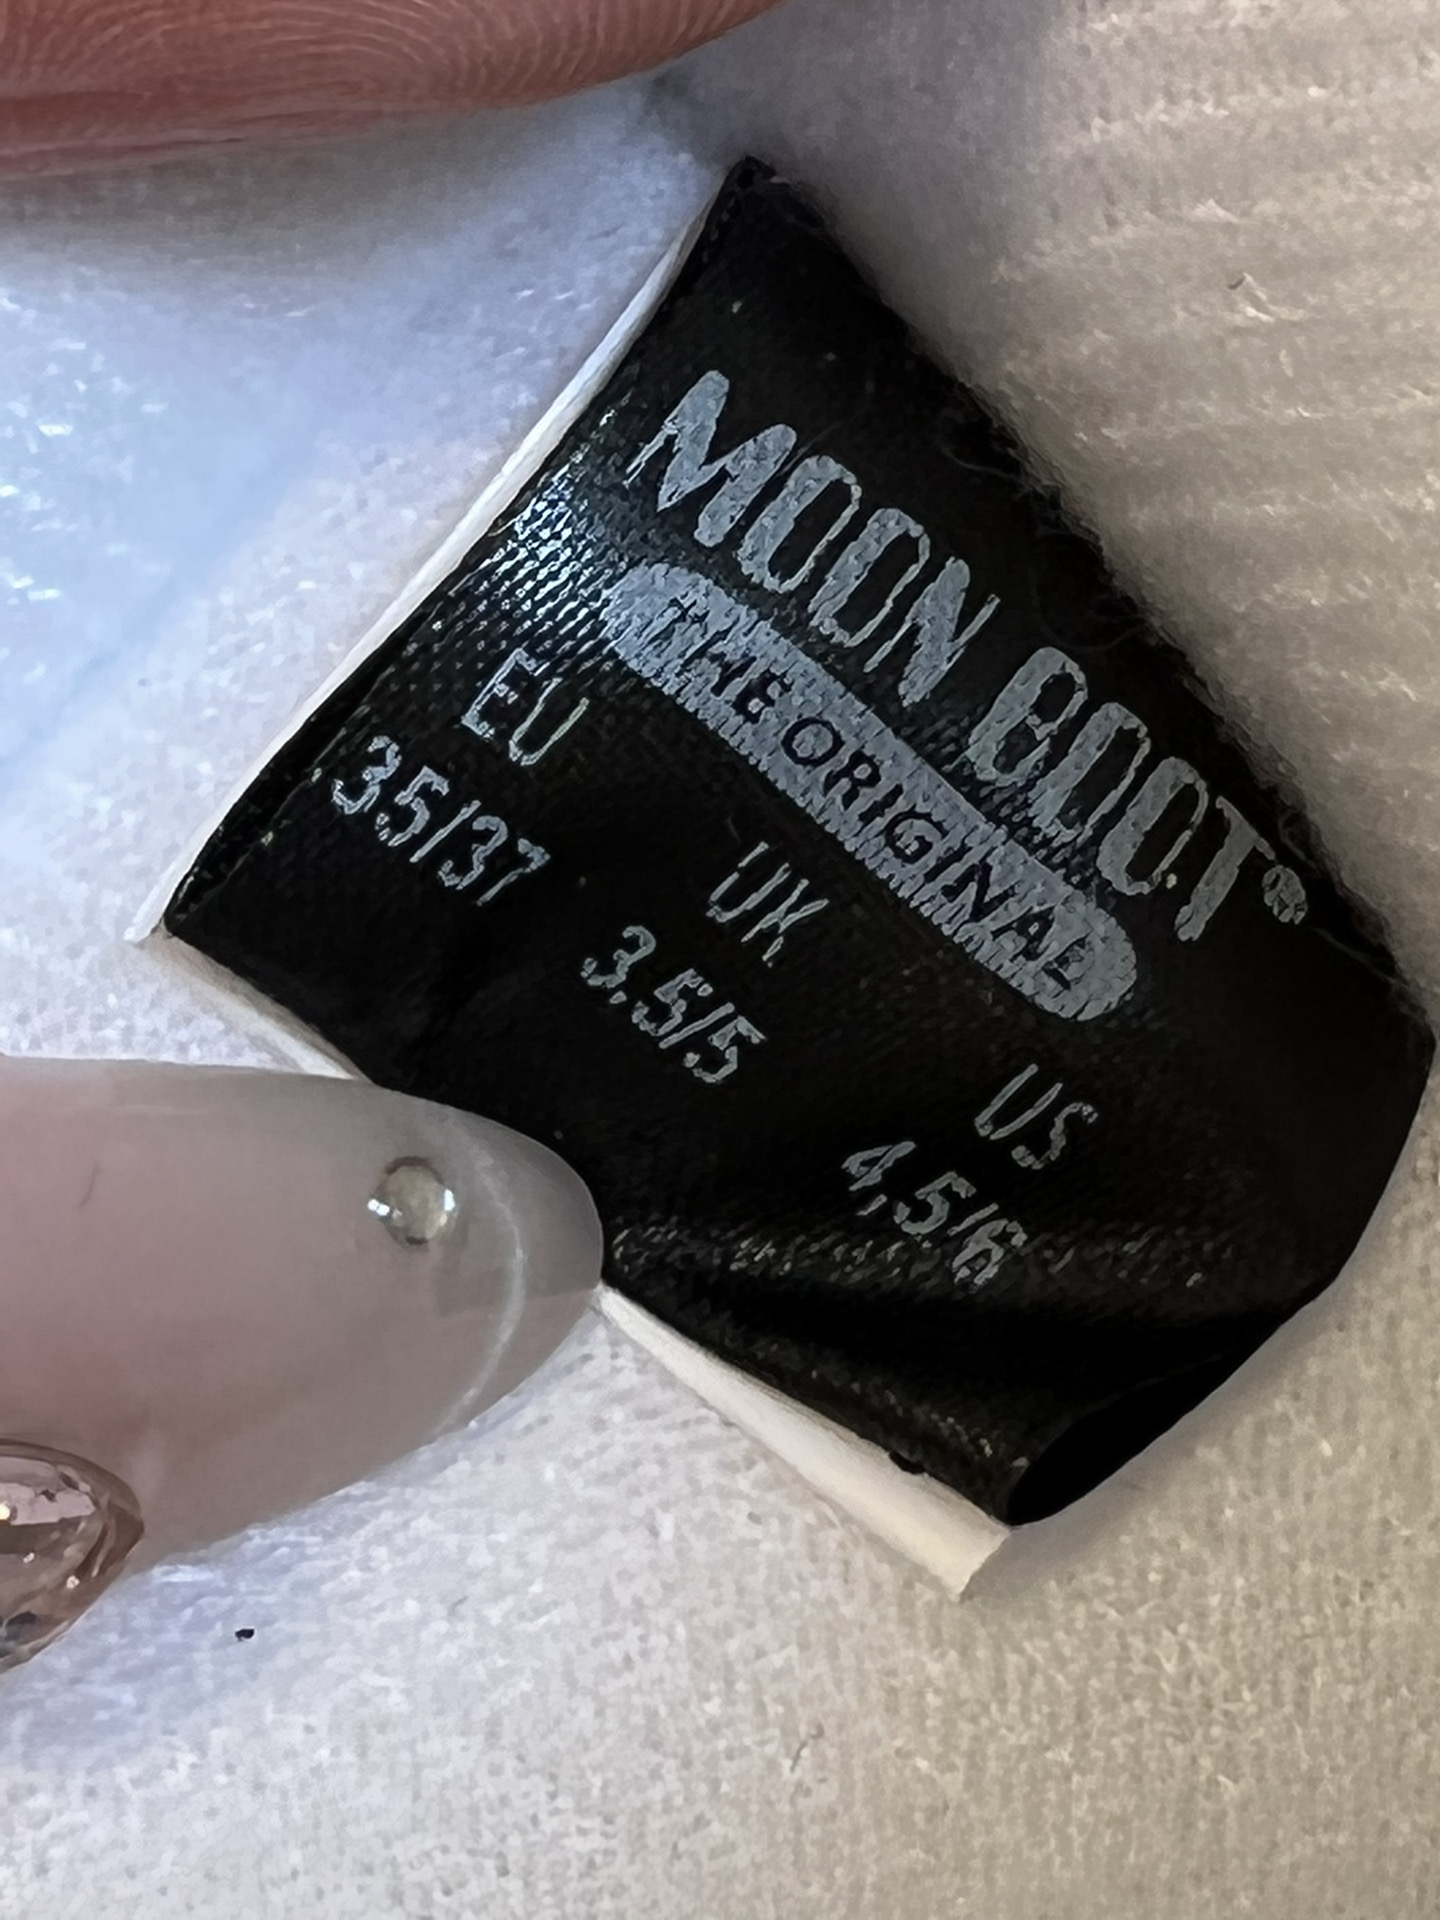 MOON BOOT®
THE ORIGINAL
EU UK US
35/37 3,5/5 4,5/6